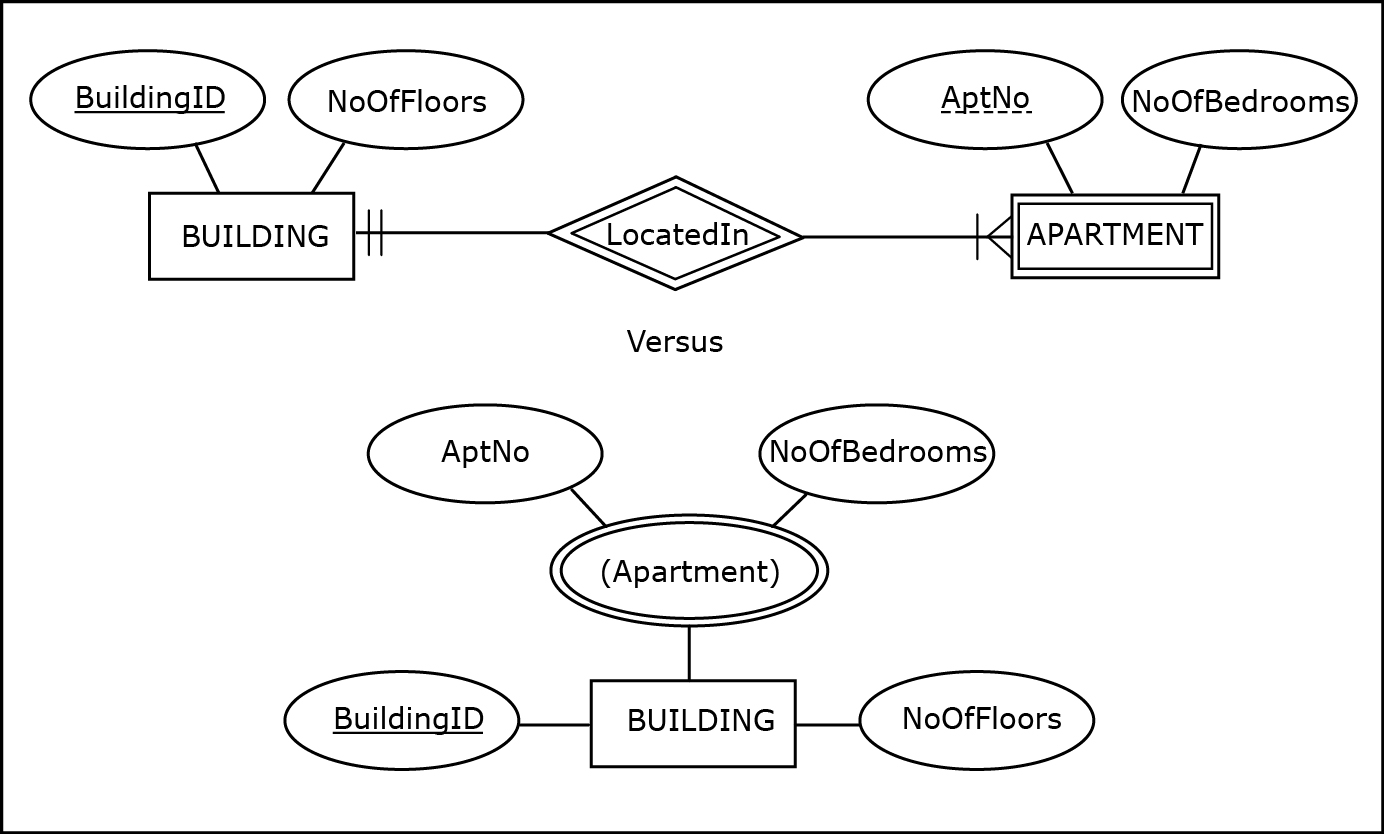 BuildingID
NoOfFloors
AptNo
NoOfBedrooms
BUILDING
LocatedIn
APARTMENT
Versus
AptNo
NoOfBedrooms
(Apartment)
BuildingID
BUILDING
NoOfFloors